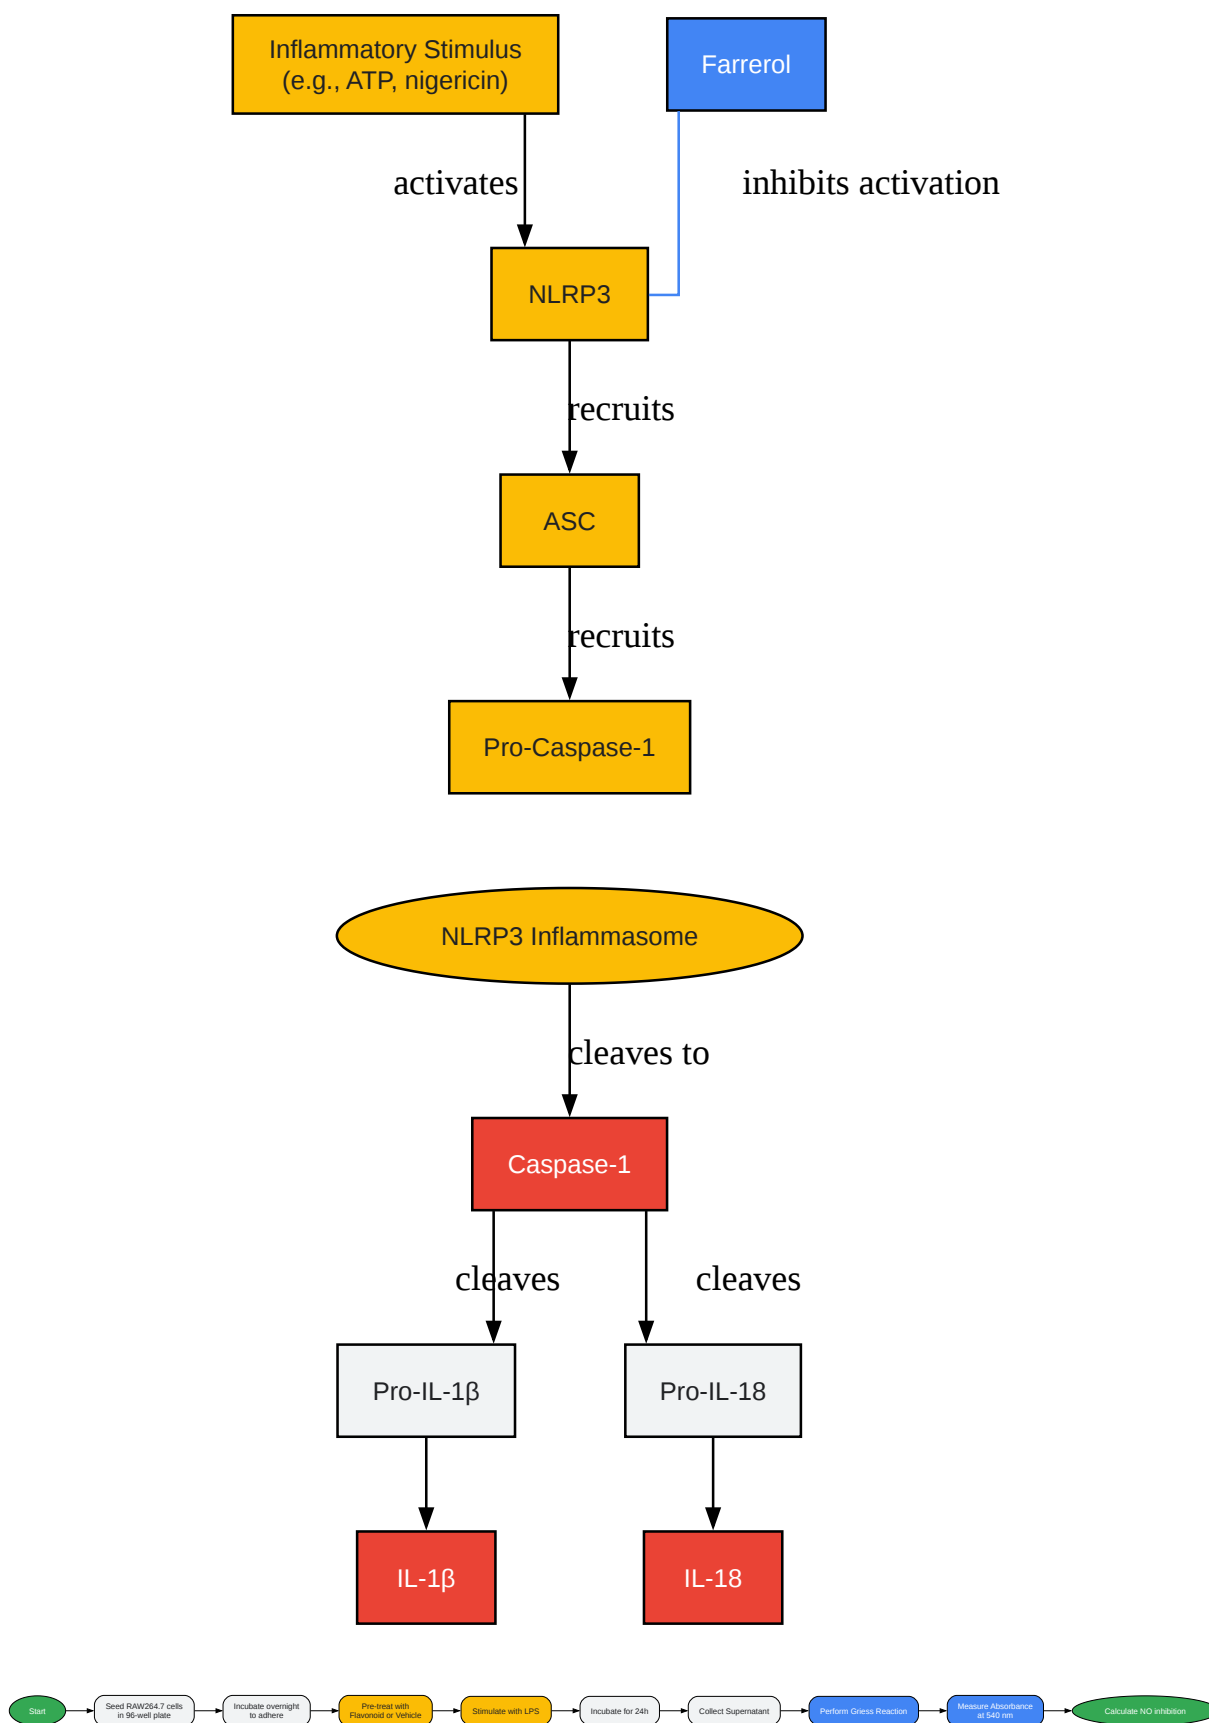 Inflammatory Stimulus
(e.g., ATP, nigericin)
Farrerol
activates
inhibits activation
NLRP3
recruits
ASC
recruits
Pro-Caspase-1
NLRP3 Inflammasome
cleaves to
Caspase-1
cleaves
cleaves
Pro-IL-1β
Pro-IL-18
IL-1β
IL-18
Start
Seed RAW264.7 cells
in 96-well plate
Incubate overnight
to adhere
Pre-treat with
Flavonoid or Vehicle
Stimulate with LPS
Incubate for 24h
Collect Supernatant
Perform Griess Reaction
Measure Absorbance
at 540 nm
Calculate NO inhibition